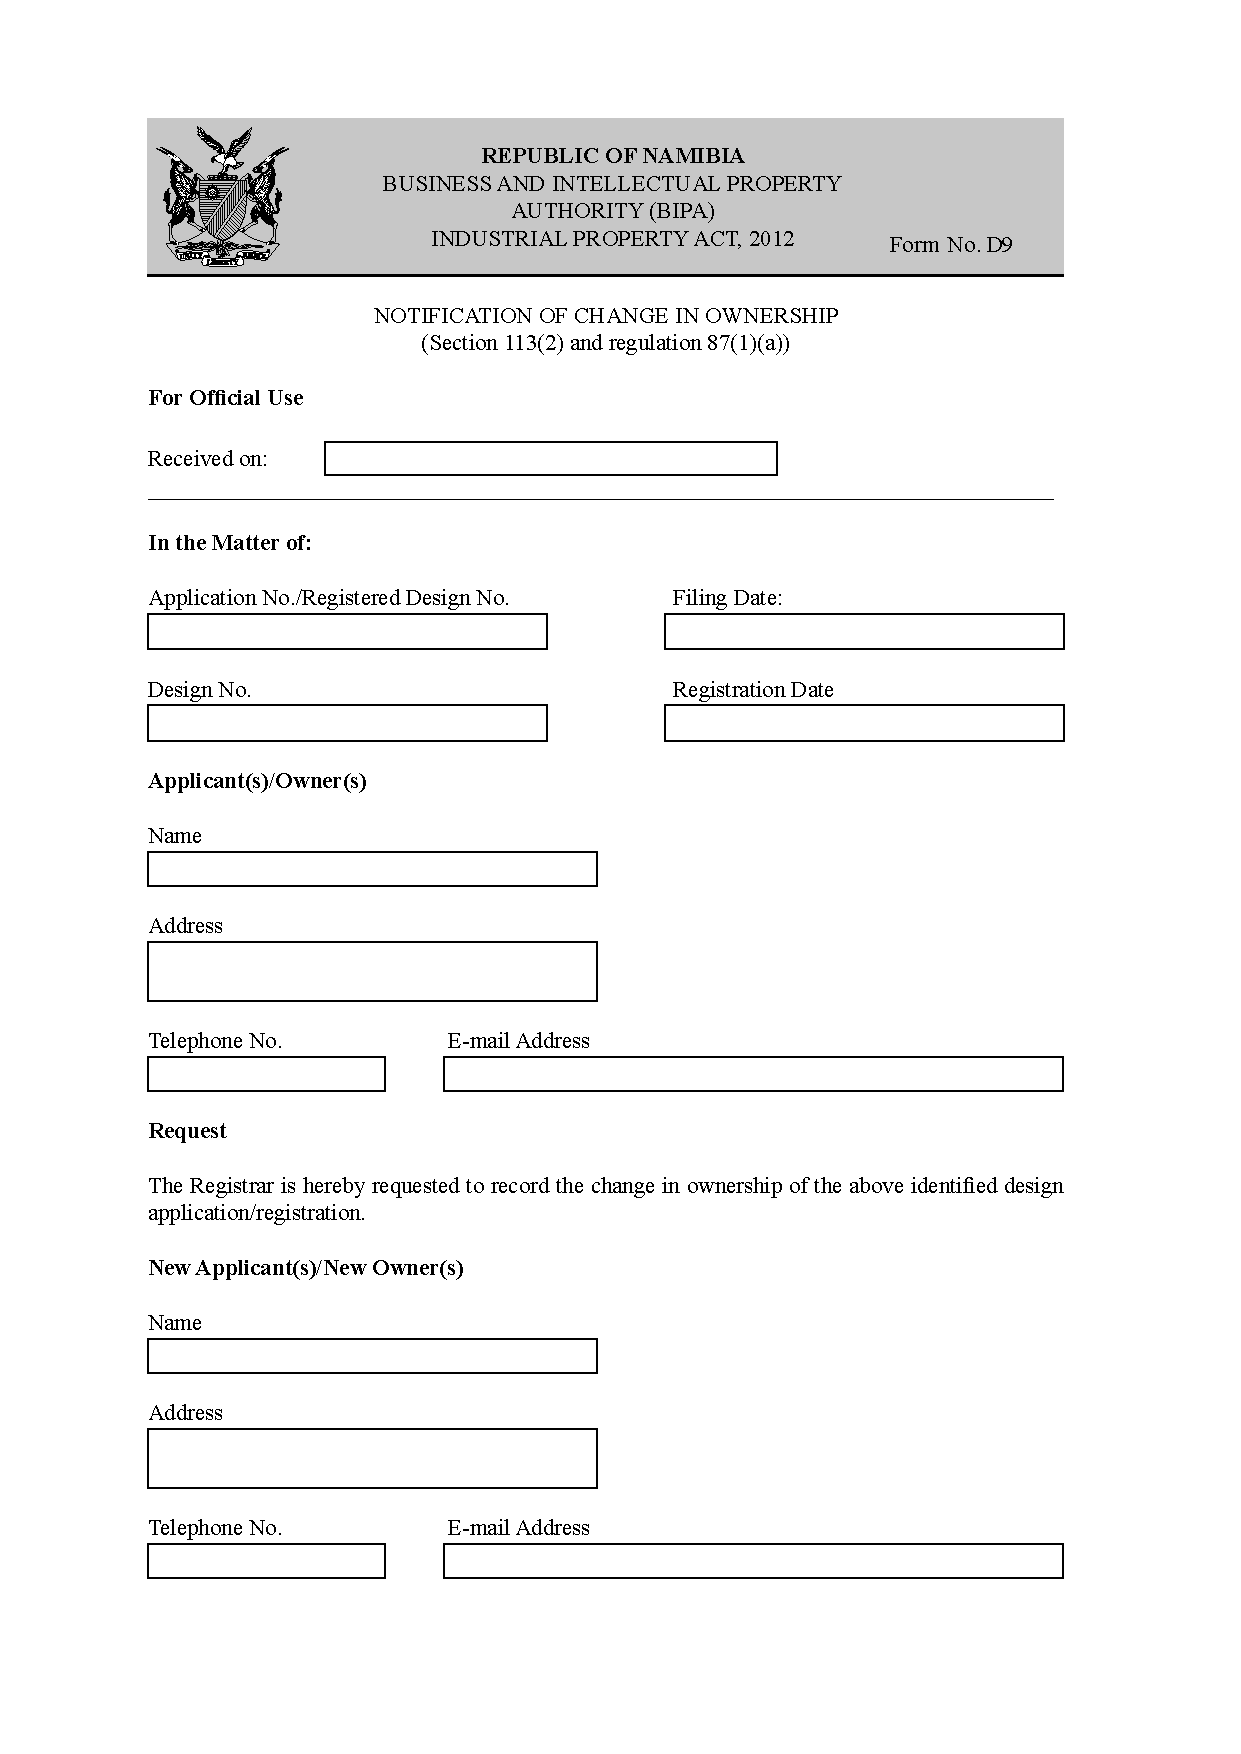 REPUBLIC OF NAMIBIA
BUSINESS AND INTELLECTUAL PROPERTY
AUTHORITY (BIPA)
INDUSTRIAL PROPERTY ACT, 2012
Form No. D9
NOTIFICATION OF CHANGE IN OWNERSHIP
(Section 113(2) and regulation 87(1)(a))
For Official Use
Received on:
In the Matter of:
Application No./Registered Design No. Filing Date:
Design No. Registration Date
Applicant(s)/Owner(s)
Name
Address
Telephone No. E-mail Address
Request
The Registrar is hereby requested to record the change in ownership of the above identified design
application/registration.
New Applicant(s)/New Owner(s)
Name
Address
Telephone No. E-mail Address